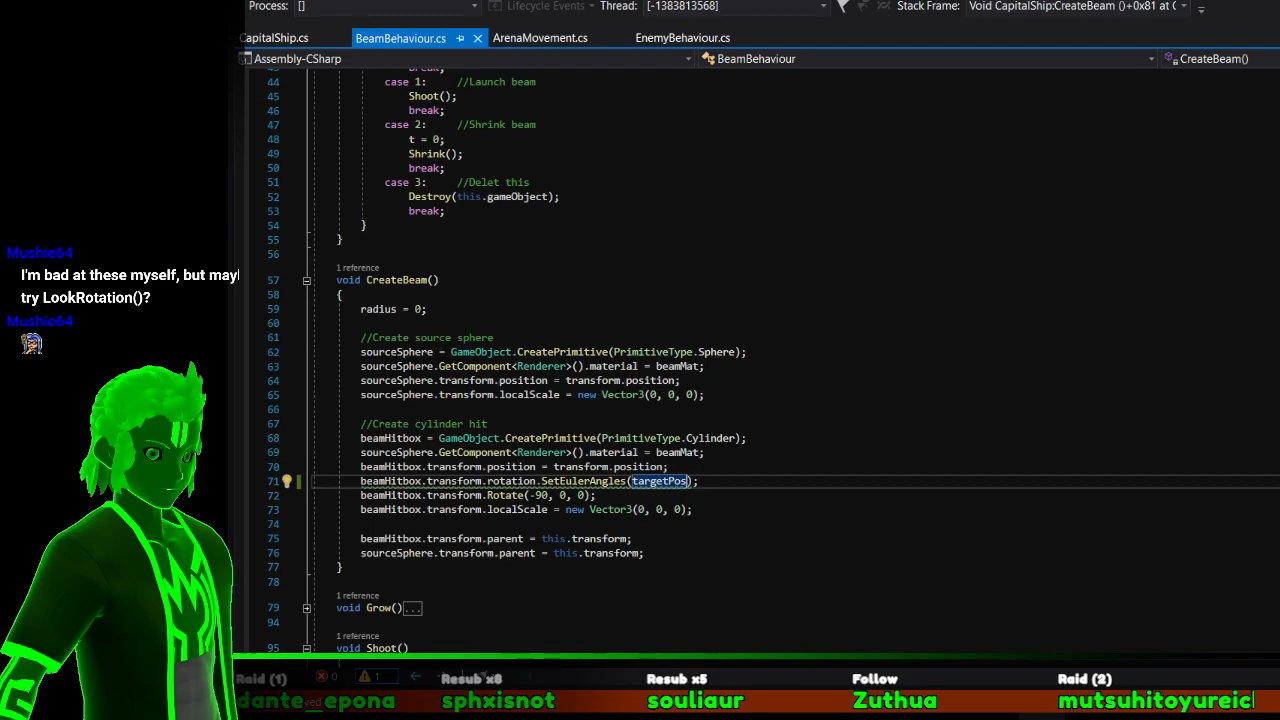 Process: [] Lifecycle Events Thread: [-1383813568] Stack Frame: Void CapitalShip:CreateBeam ()+0x81 at C
CapitalShip.cs BeamBehaviour.cs ArenaMovement.cs EnemyBehaviour.cs
Assembly-CSharp BeamBehaviour CreateBeam()
break;
44 case 1: //Launch beam
45 Shoot();
46 break;
47 case 2: //Shrink beam
48 t = 0;
49 Shrink();
50 break;
51 case 3: //Delet this
52 Destroy(this.gameObject);
53 break;
54 }
55 }
56
1 reference
57 void CreateBeam()
58 {
59 radius = 0;
60
61 //Create source sphere
62 sourceSphere = GameObject.CreatePrimitive(PrimitiveType.Sphere);
63 sourceSphere.GetComponent<Renderer>().material = beamMat;
64 sourceSphere.transform.position = transform.position;
65 sourceSphere.transform.localScale = new Vector3(0, 0, 0);
66
67 //Create cylinder hit
68 beamHitbox = GameObject.CreatePrimitive(PrimitiveType.Cylinder);
69 sourceSphere.GetComponent<Renderer>().material = beamMat;
70 beamHitbox.transform.position = transform.position;
71 beamHitbox.transform.rotation.SetEulerAngles(targetPos);
72 beamHitbox.transform.Rotate(-90, 0, 0);
73 beamHitbox.transform.localScale = new Vector3(0, 0, 0);
74
75 beamHitbox.transform.parent = this.transform;
76 sourceSphere.transform.parent = this.transform;
77 }
78
1 reference
79 void Grow()...
94
1 reference
95 void Shoot()
Mushie64
I'm bad at these myself, but mayl
try LookRotation()?
Mushie64
0 1
Raid (1) Resub x8 Resub x5 Follow Raid (2)
dante_epona sphxisnot souliaur Zuthua mutsuhitoyureicl